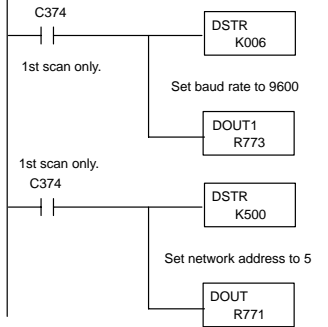 C374
DSTR
K006
1st scan only.
Set baud rate to 9600
DOUT1
R773
1st scan only.
C374
DSTR
K500
Set network address to 5
DOUT
R771